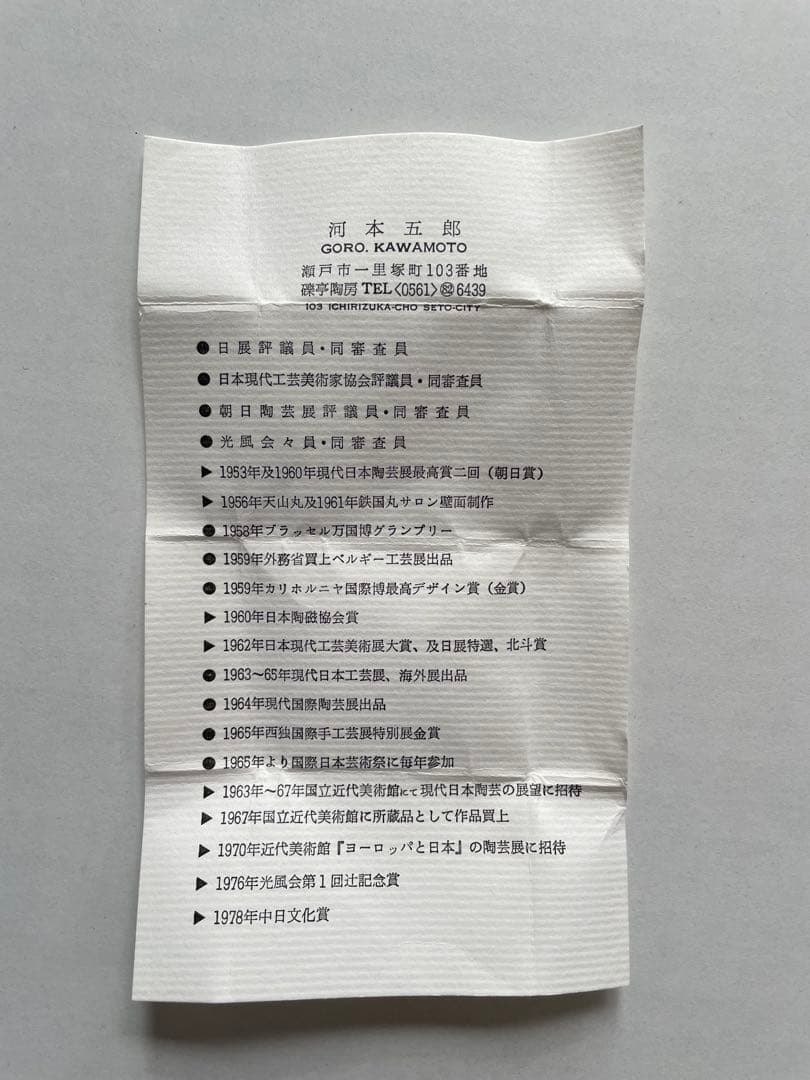 河本五郎
GORO. KAWAMOTO
瀬戸市一里塚町103番地
礫亭陶房 TEL〈0561〉㉜6439
103 ICHIRIZUKA-CHO SETO-CITY
●日展評議員・同審査員
●日本現代工芸美術家協会評議員・同審査員
●朝日陶芸展評議員・同審査員
●光風会々員・同審査員
▶1953年及1960年現代日本陶芸展最高賞二回（朝日賞）
▶1956年天山丸及1961年鉄国丸サロン壁面制作
●1958年ブラッセル万国博グランプリー
●1959年外務省買上ベルギー工芸展出品
●1959年カリホルニヤ国際博最高デザイン賞（金賞）
▶1960年日本陶磁協会賞
▶1962年日本現代工芸美術展大賞、及日展特選、北斗賞
●1963～65年現代日本工芸展、海外展出品
●1964年現代国際陶芸展出品
●1965年西独国際手工芸展特別展金賞
●1965年より国際日本芸術祭に毎年参加
▶1963年～67年国立近代美術館にて現代日本陶芸の展望に招待
▶1967年国立近代美術館に所蔵品として作品買上
▶1970年近代美術館『ヨーロッパと日本』の陶芸展に招待
▶1976年光風会第1回辻記念賞
▶1978年中日文化賞